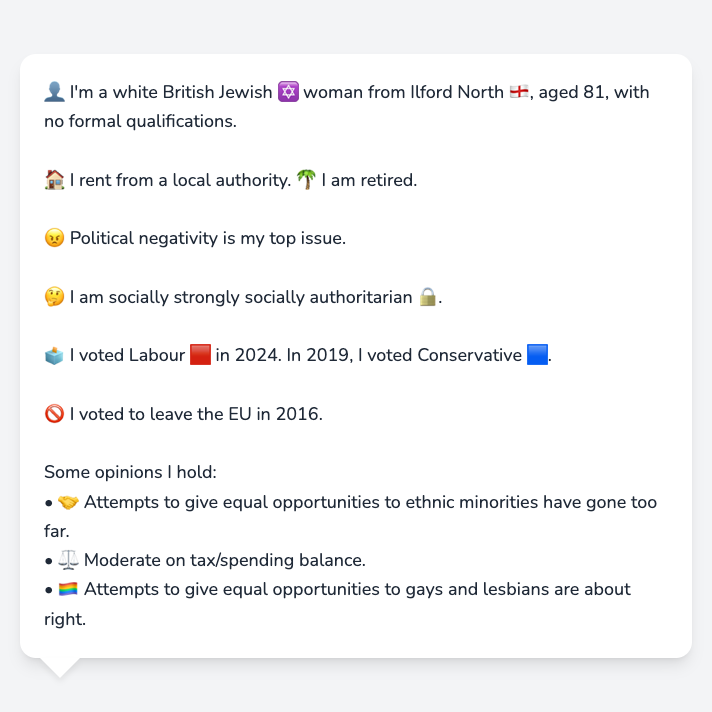 👤 I'm a white British Jewish 🔯 woman from Ilford North 🏴󠁧󠁢󠁥󠁮󠁧󠁿, aged 81, with
no formal qualifications.
🏠 I rent from a local authority. 🌴 I am retired.
😠 Political negativity is my top issue.
🤔 I am socially strongly socially authoritarian 🔒.
🗳️ I voted Labour 🟥 in 2024. In 2019, I voted Conservative 🟦.
🚫 I voted to leave the EU in 2016.
Some opinions I hold:
• 🤝 Attempts to give equal opportunities to ethnic minorities have gone too
far.
• ⚖️ Moderate on tax/spending balance.
• 🏳️‍🌈 Attempts to give equal opportunities to gays and lesbians are about
right.